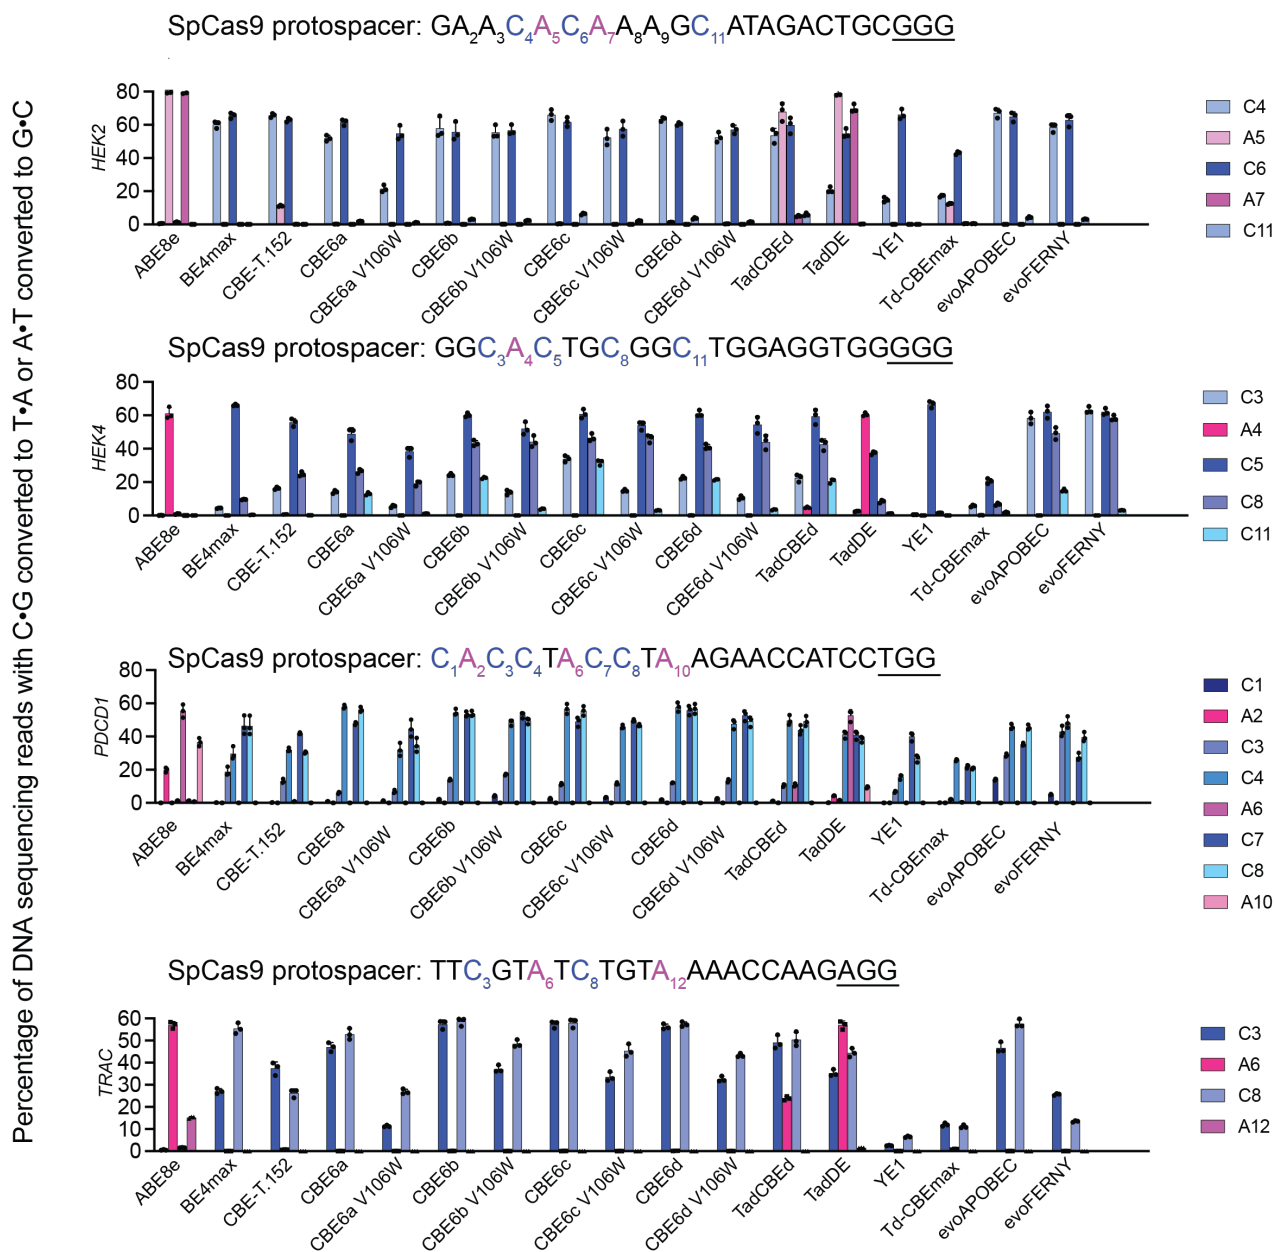 Percentage of DNA sequencing reads with C•G converted to T•A or A•T converted to G•C
SpCas9 protospacer: GA A2A3C4A5C6A7A8A9GC11ATAGACTGCGGG
HEK2
80
60
40
20
0
ABE8e
BE4max
CBE-T.152
CBE6a
CBE6a V106W
CBE6b
CBE6b V106W
CBE6c
CBE6c V106W
CBE6d
CBE6d V106W
TadCBEd
TadDE
YE1
Td-CBEmax
evoAPOBEC
evoFERNY
C4
A5
C6
A7
C11
SpCas9 protospacer: GGC3A4C5TGC8GGC11TGGAGGTGGGGG
HEK4
80
60
40
20
0
ABE8e
BE4max
CBE-T.152
CBE6a
CBE6a V106W
CBE6b
CBE6b V106W
CBE6c
CBE6c V106W
CBE6d
CBE6d V106W
TadCBEd
TadDE
YE1
Td-CBEmax
evoAPOBEC
evoFERNY
C3
A4
C5
C8
C11
SpCas9 protospacer: C1A2C3C4TA6C7C8TA10AGAACCATCCTGG
PDCD1
80
60
40
20
0
ABE8e
BE4max
CBE-T.152
CBE6a
CBE6a V106W
CBE6b
CBE6b V106W
CBE6c
CBE6c V106W
CBE6d
CBE6d V106W
TadCBEd
TadDE
YE1
Td-CBEmax
evoAPOBEC
evoFERNY
C1
A2
C3
C4
A6
C7
C8
A10
SpCas9 protospacer: TTC3GTA6TC8TGTA12AAACCAAGAGG
TRAC
60
50
40
30
20
10
0
ABE8e
BE4max
CBE-T.152
CBE6a
CBE6a V106W
CBE6b
CBE6b V106W
CBE6c
CBE6c V106W
CBE6d
CBE6d V106W
TadCBEd
TadDE
YE1
Td-CBEmax
evoAPOBEC
evoFERNY
C3
A6
C8
A12